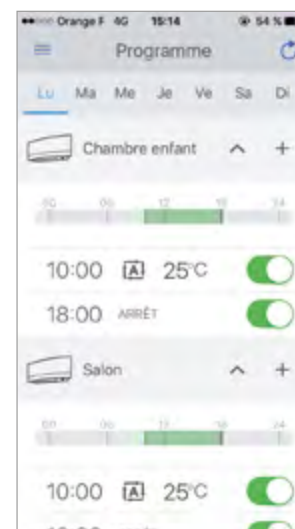 Orange F 4G 15:14 54 %
Programme
Lu Ma Me Je Ve Sa Di
Chambre enfant
00 06 12 18 24
10:00 A 25°C
18:00 ARRÊT
Salon
00 06 12 18 24
10:00 A 25°C